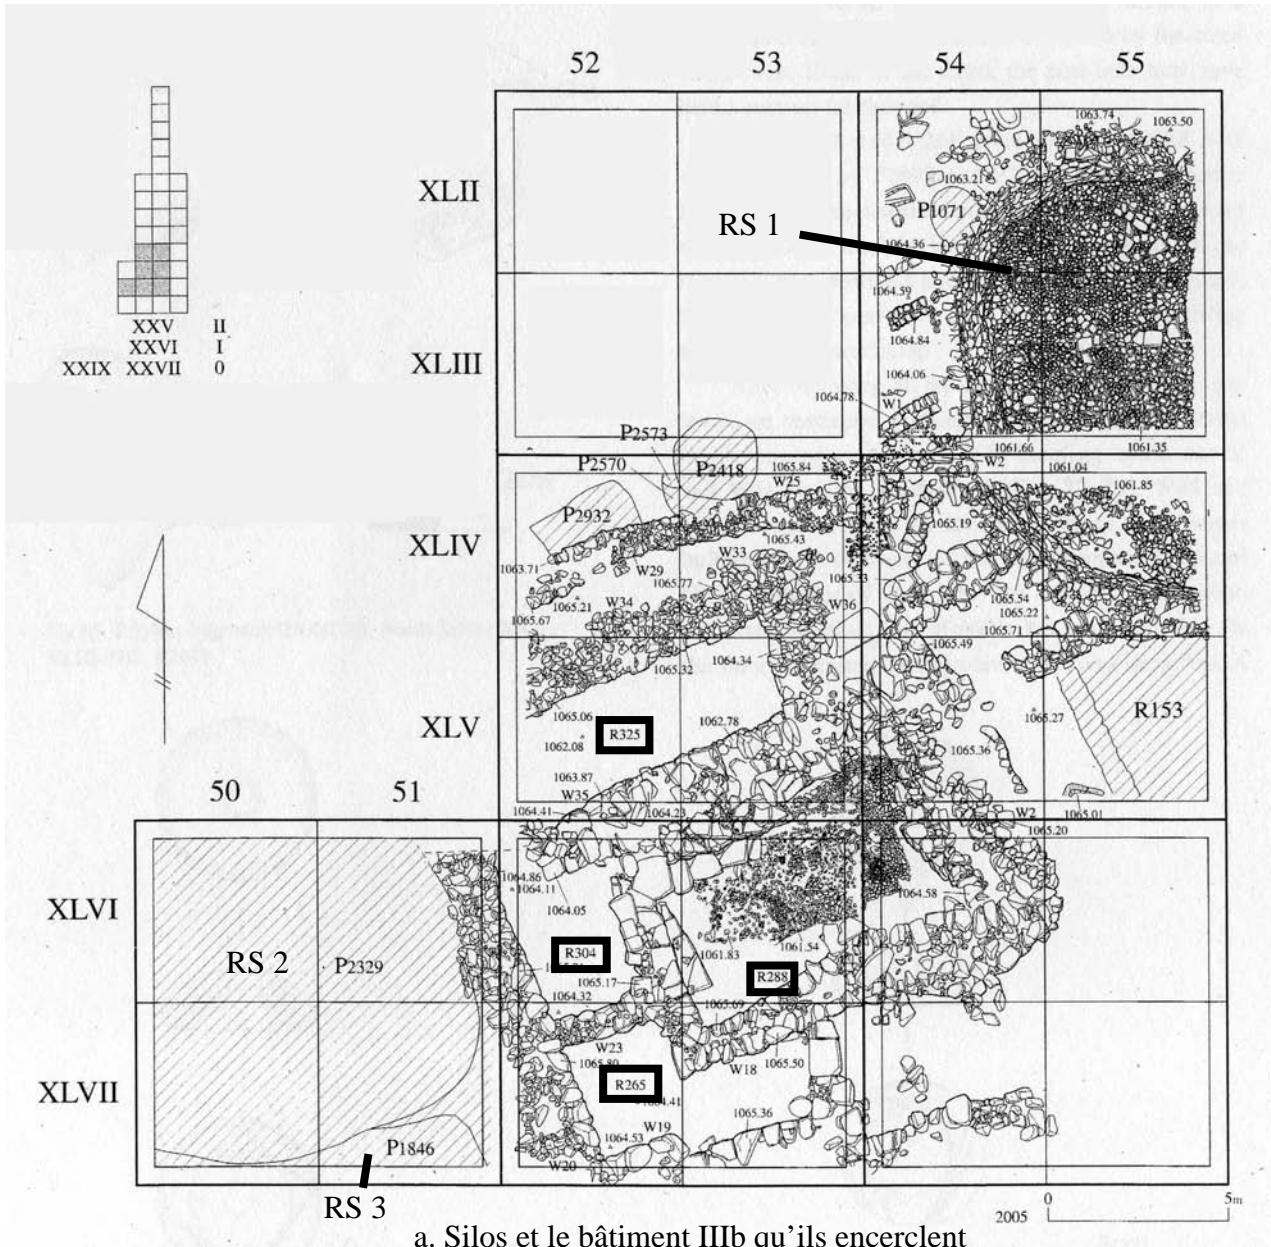 52 53 54 55
XLII
XLIII
XLIV
XLV
50 51
XLVI
XLVII
XXV II
XXVI I
XXIX XXVII 0
1063.74
1063.50
1063.21
P1071
RS 1
1064.36
1064.59
1064.84
1064.06
1064.78
W1
P2573
P2570
P2418
1065.84
W25
W2
1061.66
1061.35
1061.04
1061.85
P2932
1065.19
1065.43
W33
1063.71
W29
1065.77
1065.33
1065.21
W34
W36
1065.54
1065.22
1065.67
1065.71
1065.49
1065.32
1064.34
1065.06
R325
1062.78
1065.27
R153
1062.08
1065.36
1063.87
W35
1064.41
1064.23
W2
1065.01
1065.20
1064.86
1064.11
1064.05
1064.58
RS 2
P2329
R304
1061.54
1061.83
R288
1065.17
1064.32
1065.69
W23
1065.80
W18
1065.50
R265
1064.41
1065.36
P1846
W19
1064.53
W20
RS 3
0 5m
2005
a. Silos et le bâtiment IIIb qu'ils encerclent